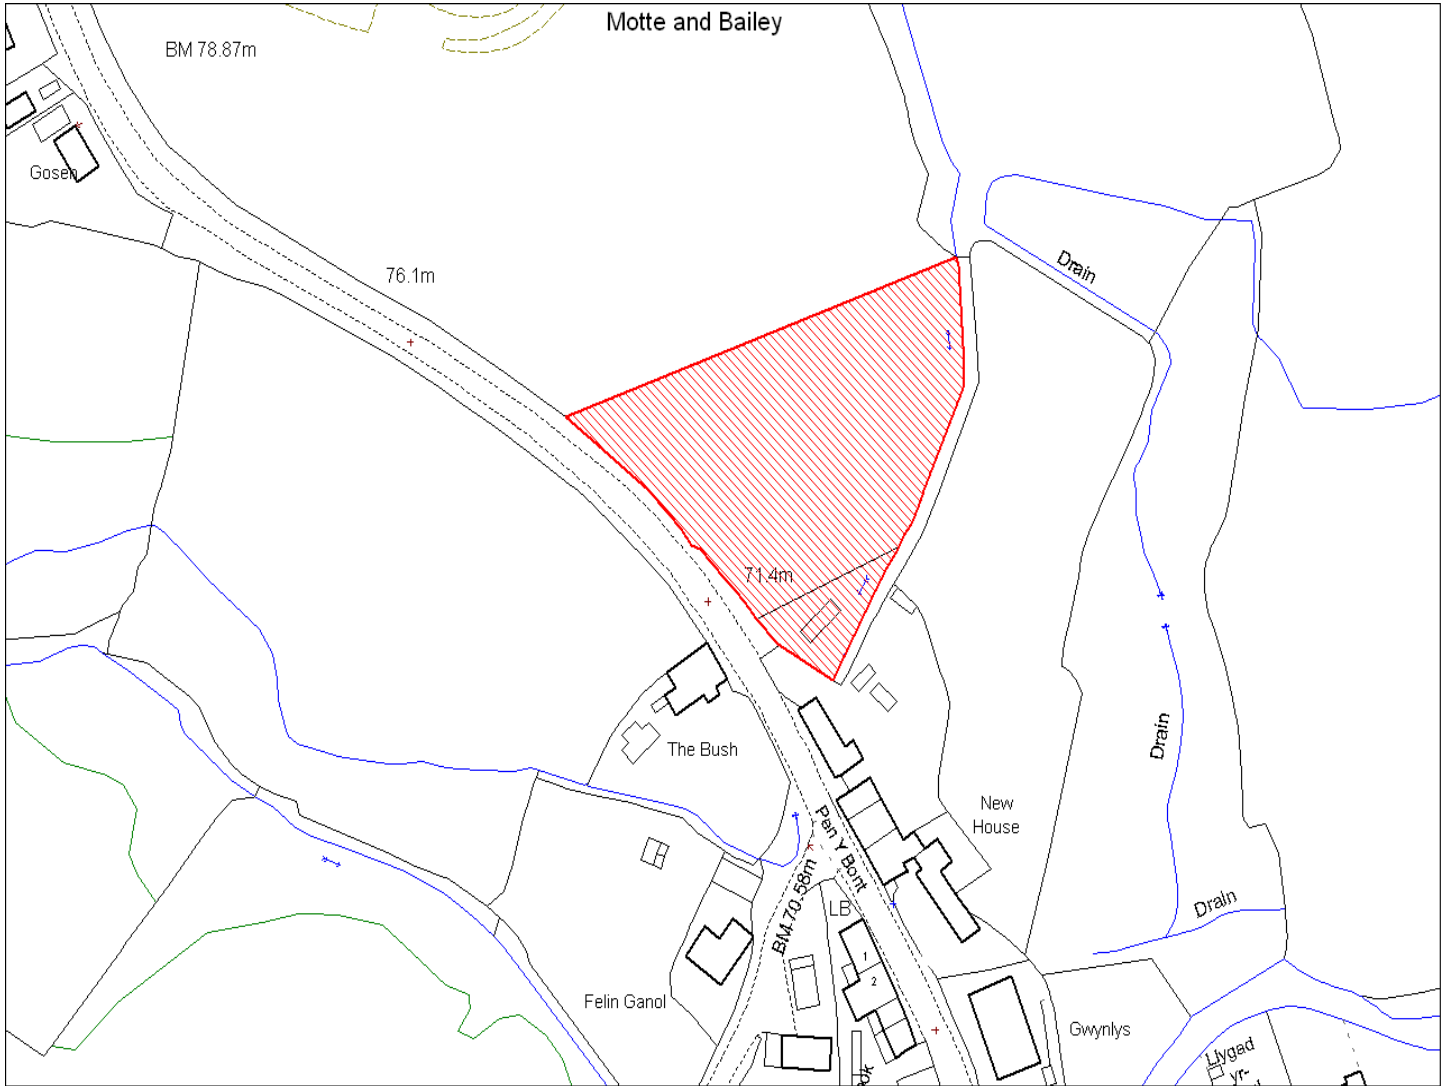 Motte and Bailey
BM 78.87m
Gosen
76.1m
Drain
71.4m
The Bush
Drain
New
House
Pen Y Bont
BM 70.58m
LB
Drain
1
2
Felin Ganol
Gwynlys
Llygad
yr-